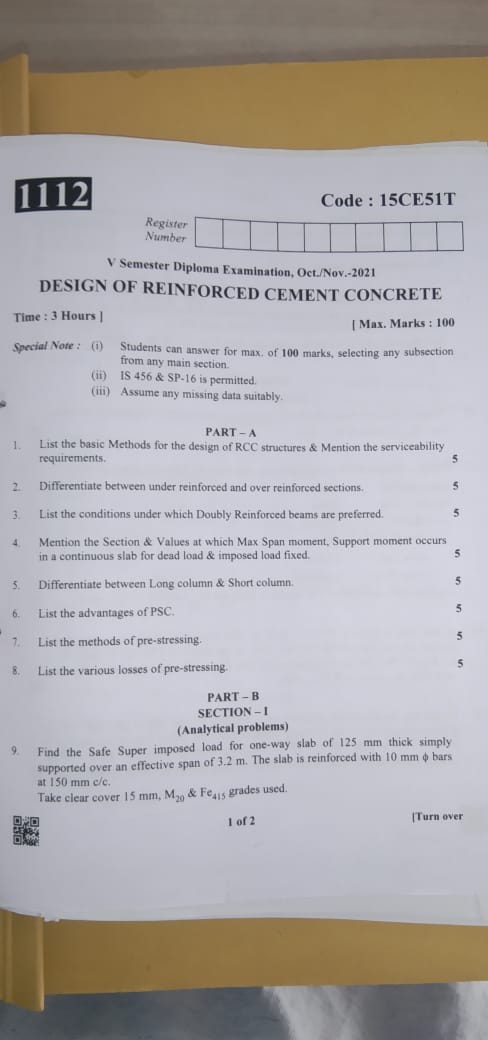 1112
Code : 15CE51T
Register
Number
V Semester Diploma Examination, Oct./Nov.-2021
DESIGN OF REINFORCED CEMENT CONCRETE
Time : 3 Hours ]
[ Max. Marks : 100
Special Note : (i) Students can answer for max. of 100 marks, selecting any subsection
from any main section.
(ii) IS 456 & SP-16 is permitted.
(iii) Assume any missing data suitably.
PART – A
1. List the basic Methods for the design of RCC structures & Mention the serviceability
requirements. 5
2. Differentiate between under reinforced and over reinforced sections. 5
3. List the conditions under which Doubly Reinforced beams are preferred. 5
4. Mention the Section & Values at which Max Span moment, Support moment occurs
in a continuous slab for dead load & imposed load fixed. 5
5. Differentiate between Long column & Short column. 5
6. List the advantages of PSC. 5
7. List the methods of pre-stressing. 5
8. List the various losses of pre-stressing. 5
PART – B
SECTION – I
(Analytical problems)
9. Find the Safe Super imposed load for one-way slab of 125 mm thick simply
supported over an effective span of 3.2 m. The slab is reinforced with 10 mm ϕ bars
at 150 mm c/c.
Take clear cover 15 mm, M₂₀ & Fe₄₁₅ grades used.
1 of 2
[Turn over